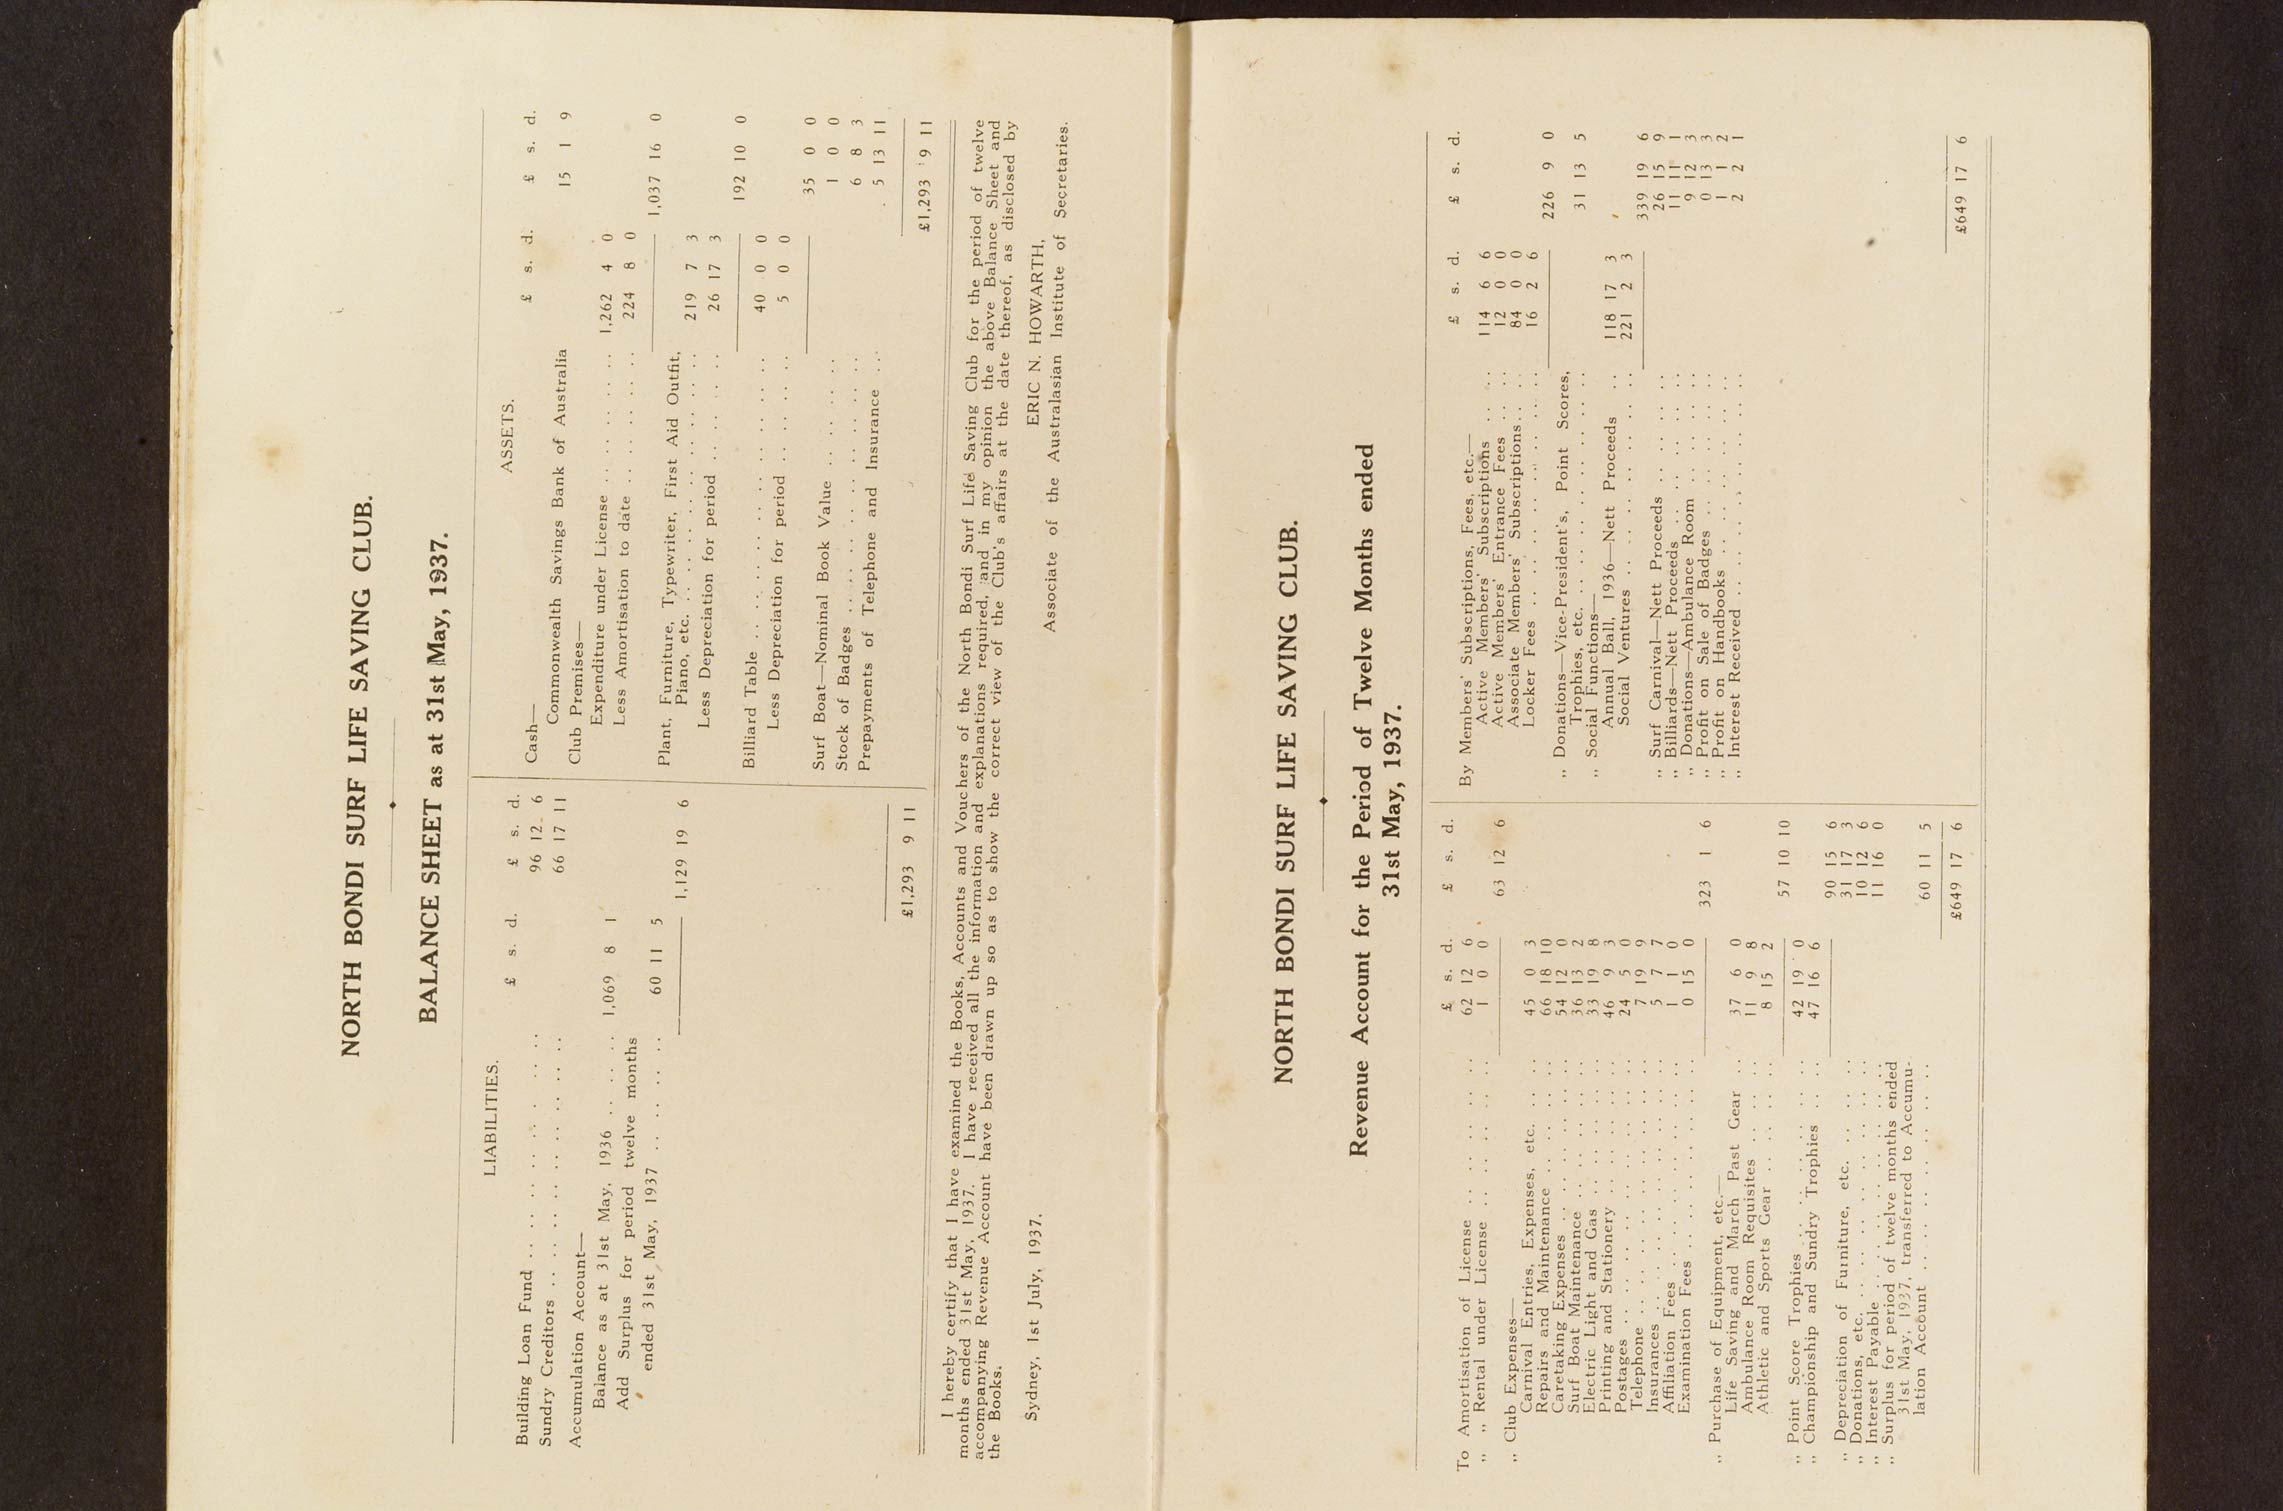 NORTH BONDI SURF LIFE SAVING CLUB.
BALANCE SHEET as at 31st May, 1937.
LIABILITIES.
£ s. d. £ s. d.
Building Loan Fund .. .. .. .. .. .. .. .. 96 12 6
Sundry Creditors .. .. .. .. .. .. .. .. 66 17 11
Accumulation Account—
Balance as at 31st May, 1936 .. .. .. 1,069 8 1
Add Surplus for period twelve months
ended 31st May, 1937 .. .. .. .. .. 60 11 5
1,129 19 6
£1,293 9 11
ASSETS.
£ s. d. £ s. d.
Cash—
Commonwealth Savings Bank of Australia 15 1 9
Club Premises—
Expenditure under License .. .. .. .. .. 1,262 4 0
Less Amortisation to date .. .. .. .. .. 224 8 0
1,037 16 0
Plant, Furniture, Typewriter, First Aid Outfit,
Piano, etc. .. .. .. .. .. .. .. .. 219 7 3
Less Depreciation for period .. .. .. .. 26 17 3
192 10 0
Billiard Table .. .. .. .. .. .. .. .. 40 0 0
Less Depreciation for period .. .. .. .. 5 0 0
35 0 0
Surf Boat—Nominal Book Value .. .. .. .. 1 0 0
Stock of Badges .. .. .. .. .. .. .. 6 8 3
Prepayments of Telephone and Insurance ... 5 13 11
£1,293 9 11
I hereby certify that I have examined the Books, Accounts and Vouchers of the North Bondi Surf Life Saving Club for the period of twelve
months ended 31st May, 1937. I have received all the information and explanations required, and in my opinion the above Balance Sheet and
accompanying Revenue Account have been drawn up so as to show the correct view of the Club's affairs at the date thereof, as disclosed by
the Books.
ERIC N. HOWARTH,
Sydney, 1st July, 1937.
Associate of the Australasian Institute of Secretaries.
NORTH BONDI SURF LIFE SAVING CLUB.
Revenue Account for the Period of Twelve Months ended
31st May, 1937.
£ s. d. £ s. d.
To Amortisation of License .. .. .. .. .. 62 12 6
,, ,, Rental under License .. .. .. .. .. 1 0 0
63 12 6
,, Club Expenses—
Carnival Entries, Expenses, etc. .. .. 45 0 3
Repairs and Maintenance .. .. .. .. 66 18 10
Caretaking Expenses .. .. .. .. .. 54 12 0
Surf Boat Maintenance .. .. .. .. .. 36 13 2
Electric Light and Gas .. .. .. .. .. 33 19 8
Printing and Stationery .. .. .. .. .. 46 9 3
Postages .. .. .. .. .. .. .. .. 24 5 0
Telephone .. .. .. .. .. .. .. .. 7 19 9
Insurances .. .. .. .. .. .. .. .. 5 7 7
Affiliation Fees .. .. .. .. .. .. .. 1 1 0
Examination Fees .. .. .. .. .. .. .. 0 15 0
323 1 6
,, Purchase of Equipment, etc.—
Life Saving and March Past Gear .. 37 6 0
Ambulance Room Requisites .. .. .. 11 9 8
Athletic and Sports Gear .. .. .. .. 8 15 2
57 10 10
,, Point Score Trophies .. .. .. .. .. .. 42 19 0
,, Championship and Sundry Trophies .. .. 47 16 6
90 15 6
,, Depreciation of Furniture, etc. .. .. .. 31 17 3
,, Donations, etc. .. .. .. .. .. .. .. 10 12 6
,, Interest Payable .. .. .. .. .. .. .. 11 16 0
,, Surplus for period of twelve months ended
31st May, 1937, transferred to Accumu-
lation Account .. .. .. .. .. .. .. 60 11 5
£649 17 6
£ s. d. £ s. d.
By Members' Subscriptions, Fees, etc.—
Active Members' Subscriptions .. .. 114 6 6
Active Members' Entrance Fees .. .. 12 0 0
Associate Members' Subscriptions .. .. 84 0 0
Locker Fees .. .. .. .. .. .. .. .. 16 2 6
226 9 0
,, Donations—Vice-President's, Point Scores,
Trophies, etc. .. .. .. .. .. .. .. 31 13 5
,, Social Functions—
Annual Ball, 1936—Nett Proceeds .. 118 17 3
Social Ventures .. .. .. .. .. .. .. 221 2 3
339 19 6
,, Surf Carnival—Nett Proceeds .. .. .. .. 26 15 9
,, Billiards—Nett Proceeds .. .. .. .. .. 11 11 1
,, Donations—Ambulance Room .. .. .. .. 9 12 3
,, Profit on Sale of Badges .. .. .. .. .. 0 13 3
,, Profit on Handbooks .. .. .. .. .. .. 1 1 2
,, Interest Received .. .. .. .. .. .. .. 2 2 1
£649 17 6